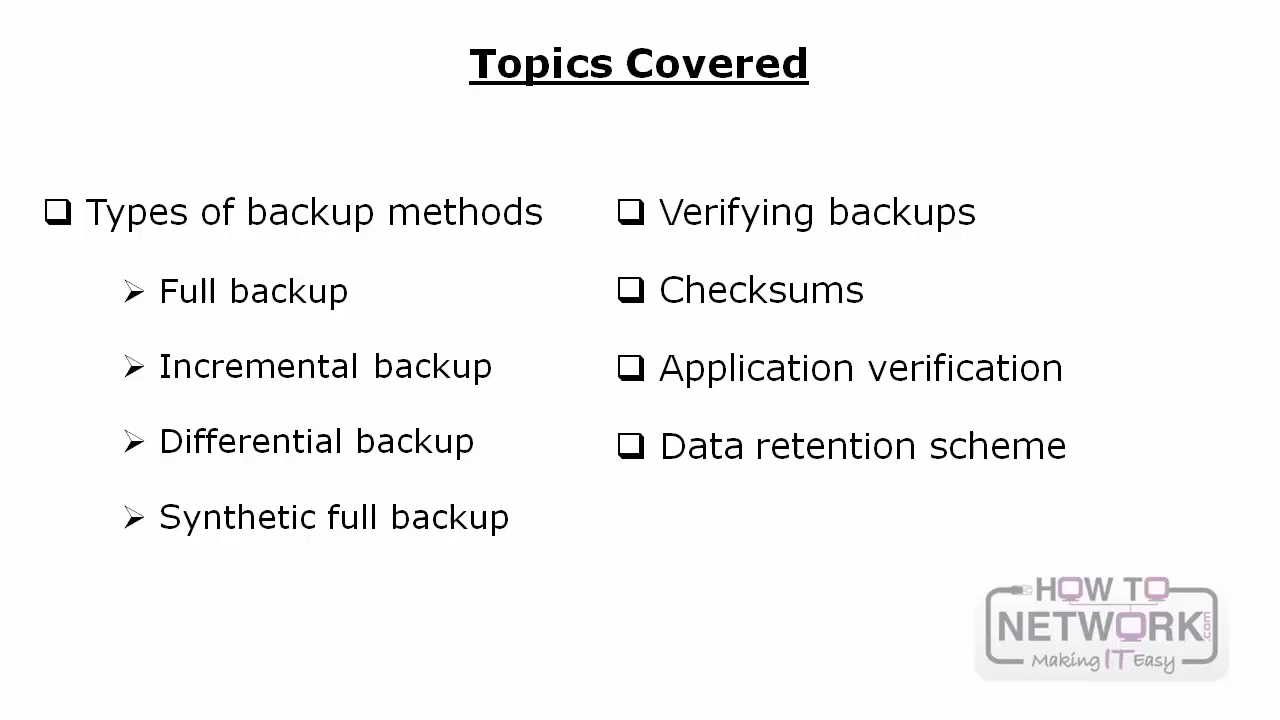 Topics Covered
Types of backup methods
Full backup
Incremental backup
Differential backup
Synthetic full backup
Verifying backups
Checksums
Application verification
Data retention scheme
HOW TO
NETWORK.com
Making IT Easy